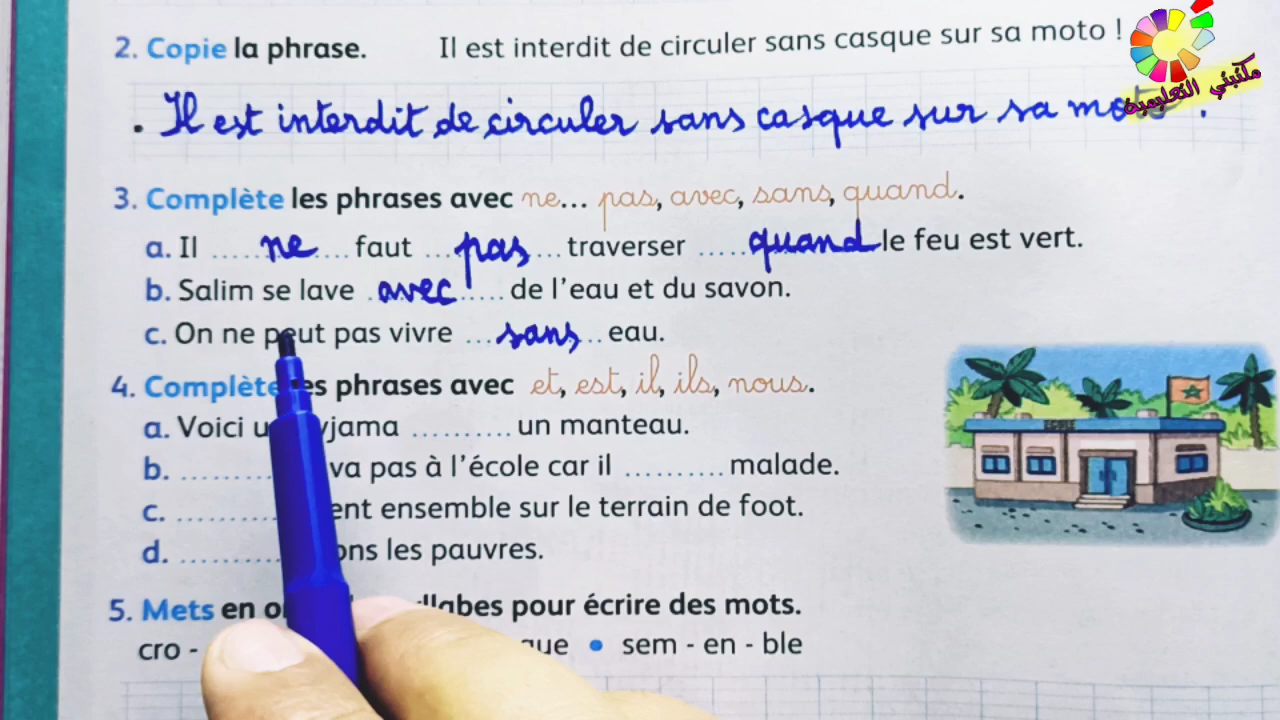 2. Copie la phrase. Il est interdit de circuler sans casque sur sa moto !
مكتبتي التعليمية
. Il est interdit de circuler sans casque sur sa moto !
3. Complète les phrases avec ne... pas, avec, sans, quand.
a. Il .....ne.... faut ...pas... traverser .....quand le feu est vert.
b. Salim se lave .avec..... de l'eau et du savon.
c. On ne peut pas vivre ...sans.. eau.
4. Complète les phrases avec et, est, il, ils, nous.
a. Voici un pyjama .......... un manteau.
b. .......... va pas à l'école car il .......... malade.
c. .......... ensemble sur le terrain de foot.
d. .......... les pauvres.
5. Mets en syllabes pour écrire des mots.
cro - • sem - en - ble
ECOLE